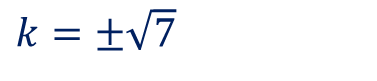 k = ±√7